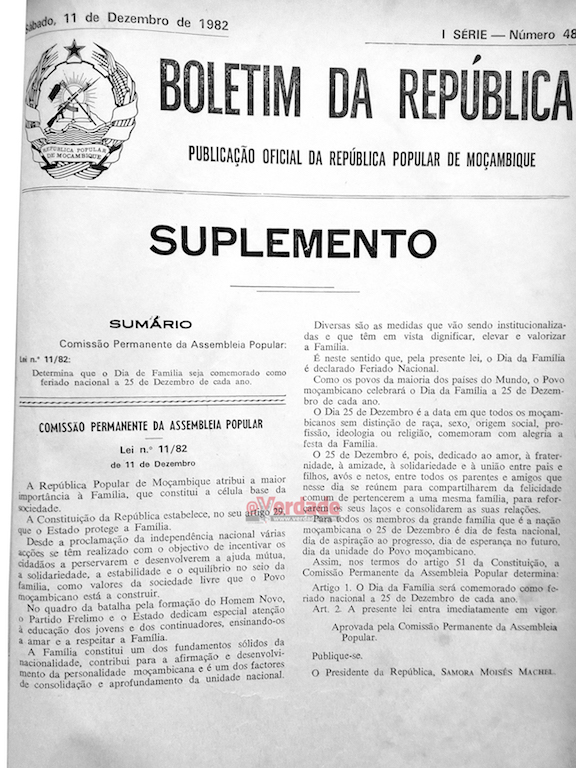 Sábado, 11 de Dezembro de 1982
I SÉRIE — Número 48
BOLETIM DA REPÚBLICA
REPÚBLICA POPULAR
DE MOÇAMBIQUE
PUBLICAÇÃO OFICIAL DA REPÚBLICA POPULAR DE MOÇAMBIQUE
SUPLEMENTO
SUMÁRIO
Comissão Permanente da Assembleia Popular:
Lei n.º 11/82:
Determina que o Dia de Família seja comemorado como
feriado nacional a 25 de Dezembro de cada ano.
COMISSÃO PERMANENTE DA ASSEMBLEIA POPULAR
Lei n.º 11/82
de 11 de Dezembro
A República Popular de Moçambique atribui a maior
importância à Família, que constitui a célula base da
sociedade.
A Constituição da República estabelece, no seu artigo 29,
que o Estado protege a Família.
Desde a proclamação da independência nacional várias
acções se têm realizado com o objectivo de incentivar os
cidadãos a perservarem e desenvolverem a ajuda mútua,
a solidariedade, a estabilidade e o equilíbrio no seio da
família, como valores da sociedade livre que o Povo
moçambicano está a construir.
No quadro da batalha pela formação do Homem Novo,
o Partido Frelimo e o Estado dedicam especial atenção
à educação dos jovens e dos continuadores, ensinando-os
a amar e a respeitar a Família.
A Família constitui um dos fundamentos sólidos da
nacionalidade, contribui para a afirmação e desenvolvi-
mento da personalidade moçambicana e é um dos factores
de consolidação e aprofundamento da unidade nacional.
Diversas são as medidas que vão sendo institucionaliza-
das e que têm em vista dignificar, elevar e valorizar
a Família.
É neste sentido que, pela presente lei, o Dia da Família
é declarado Feriado Nacional.
Como os povos da maioria dos países do Mundo, o Povo
moçambicano celebrará o Dia da Família a 25 de Dezem-
bro de cada ano.
O Dia 25 de Dezembro é a data em que todos os moçam-
bicanos sem distinção de raça, sexo, origem social, pro-
fissão, ideologia ou religião, comemoram com alegria a
festa da Família.
O 25 de Dezembro é, pois, dedicado ao amor, à frater-
nidade, à amizade, à solidariedade e à união entre pais e
filhos, avós e netos, entre todos os parentes e amigos que
nesse dia se reúnem para compartilharem da felicidade
comum de pertencerem a uma mesma família, para refor-
çarem os seus laços e consolidarem as suas relações.
Para todos os membros da grande família que é a nação
moçambicana o 25 de Dezembro é dia de festa nacional,
dia de aspiração ao progresso, dia de esperança no futuro,
dia da unidade do Povo moçambicano.
Assim, nos termos do artigo 51 da Constituição, a
Comissão Permanente da Assembleia Popular determina:
Artigo 1. O Dia da Família será comemorado como fe-
riado nacional a 25 de Dezembro de cada ano.
Art. 2. A presente lei entra imediatamente em vigor.
Aprovada pela Comissão Permanente da Assembleia
Popular.
Publique-se.
O Presidente da República, SAMORA MOISÉS MACHEL.
@Verdade